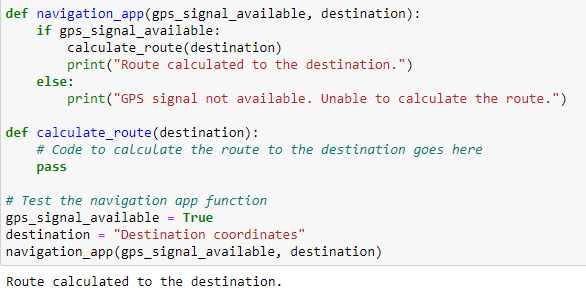 def navigation_app(gps_signal_available, destination):
    if gps_signal_available:
        calculate_route(destination)
        print("Route calculated to the destination.")
    else:
        print("GPS signal not available. Unable to calculate the route.")

def calculate_route(destination):
    # Code to calculate the route to the destination goes here
    pass

# Test the navigation app function
gps_signal_available = True
destination = "Destination coordinates"
navigation_app(gps_signal_available, destination)

Route calculated to the destination.